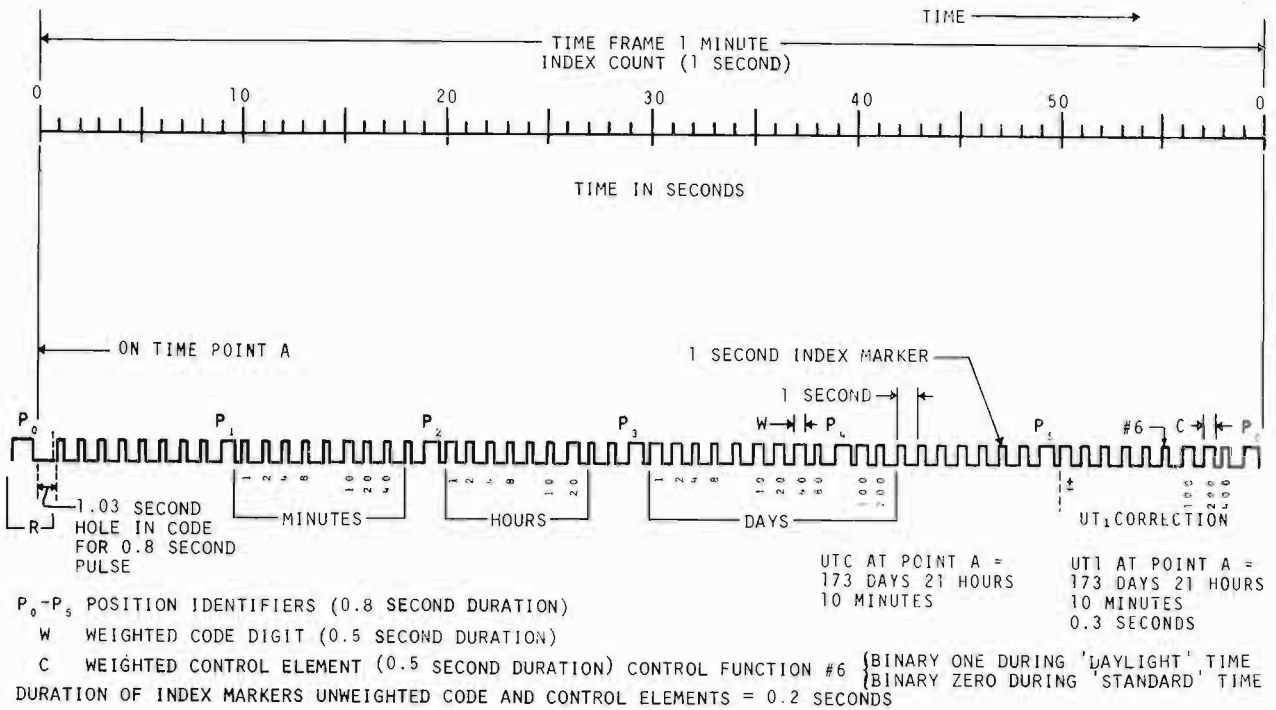 TIME
TIME FRAME 1 MINUTE
INDEX COUNT (1 SECOND)
0 10 20 30 40 50 0
TIME IN SECONDS
ON TIME POINT A
1 SECOND INDEX MARKER
1 SECOND
P0 P1 P2 P3 W P4 P5 #6 C P
1 2 4 8 10 20 40 1 2 4 8 10 20 1 2 4 8 10 20 40 80 100 200 ± 100 200 400
R
1.03 SECOND
HOLE IN CODE
FOR 0.8 SECOND
PULSE
MINUTES HOURS DAYS UT1 CORRECTION
UTC AT POINT A =
173 DAYS 21 HOURS
10 MINUTES
UT1 AT POINT A =
173 DAYS 21 HOURS
10 MINUTES
0.3 SECONDS
P0-P5 POSITION IDENTIFIERS (0.8 SECOND DURATION)
W WEIGHTED CODE DIGIT (0.5 SECOND DURATION)
C WEIGHTED CONTROL ELEMENT (0.5 SECOND DURATION) CONTROL FUNCTION #6 {BINARY ONE DURING 'DAYLIGHT' TIME
BINARY ZERO DURING 'STANDARD' TIME
DURATION OF INDEX MARKERS UNWEIGHTED CODE AND CONTROL ELEMENTS = 0.2 SECONDS